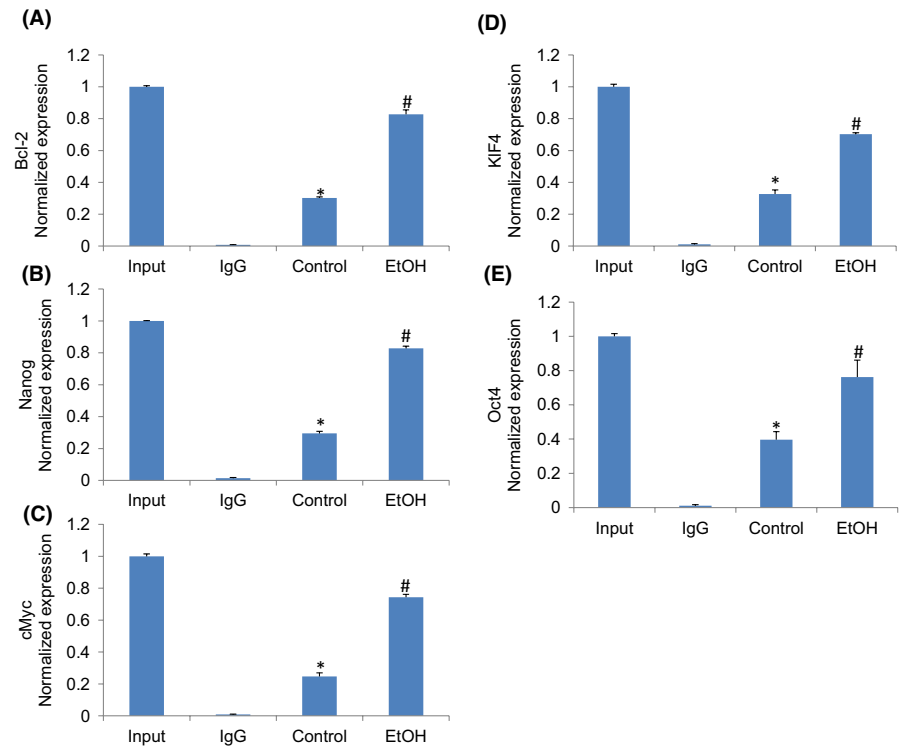 (A)
Bcl-2
Normalized expression
1.2
1
0.8
0.6
0.4
0.2
0
*
#
Input IgG Control EtOH
(B)
Nanog
Normalized expression
1.2
1
0.8
0.6
0.4
0.2
0
*
#
Input IgG Control EtOH
(C)
cMyc
Normalized expression
1.2
1
0.8
0.6
0.4
0.2
0
*
#
Input IgG Control EtOH
(D)
KlF4
Normalized expression
1.2
1
0.8
0.6
0.4
0.2
0
*
#
Input IgG Control EtOH
(E)
Oct4
Normalized expression
1.2
1
0.8
0.6
0.4
0.2
0
*
#
Input IgG Control EtOH